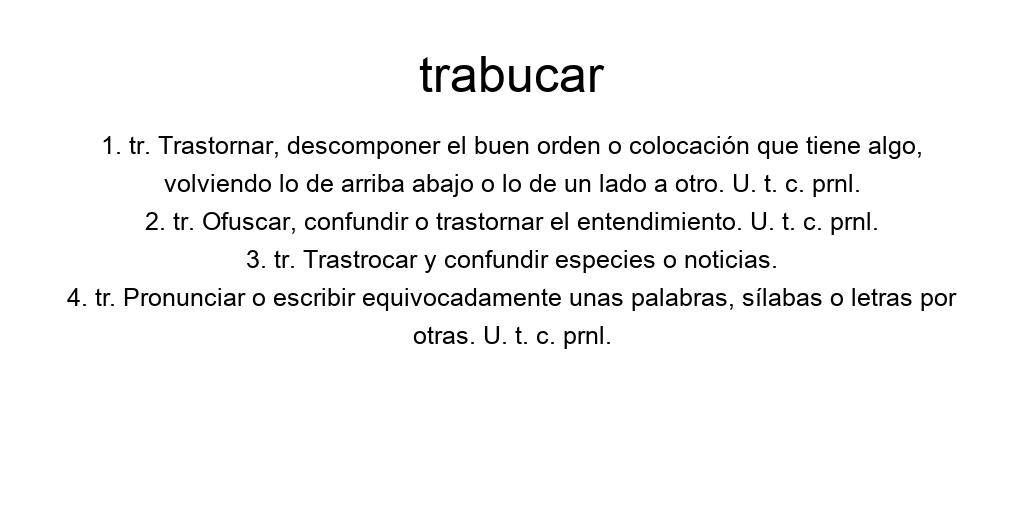 trabucar
1. tr. Trastornar, descomponer el buen orden o colocación que tiene algo,
volviendo lo de arriba abajo o lo de un lado a otro. U. t. c. prnl.
2. tr. Ofuscar, confundir o trastornar el entendimiento. U. t. c. prnl.
3. tr. Trastrocar y confundir especies o noticias.
4. tr. Pronunciar o escribir equivocadamente unas palabras, sílabas o letras por
otras. U. t. c. prnl.